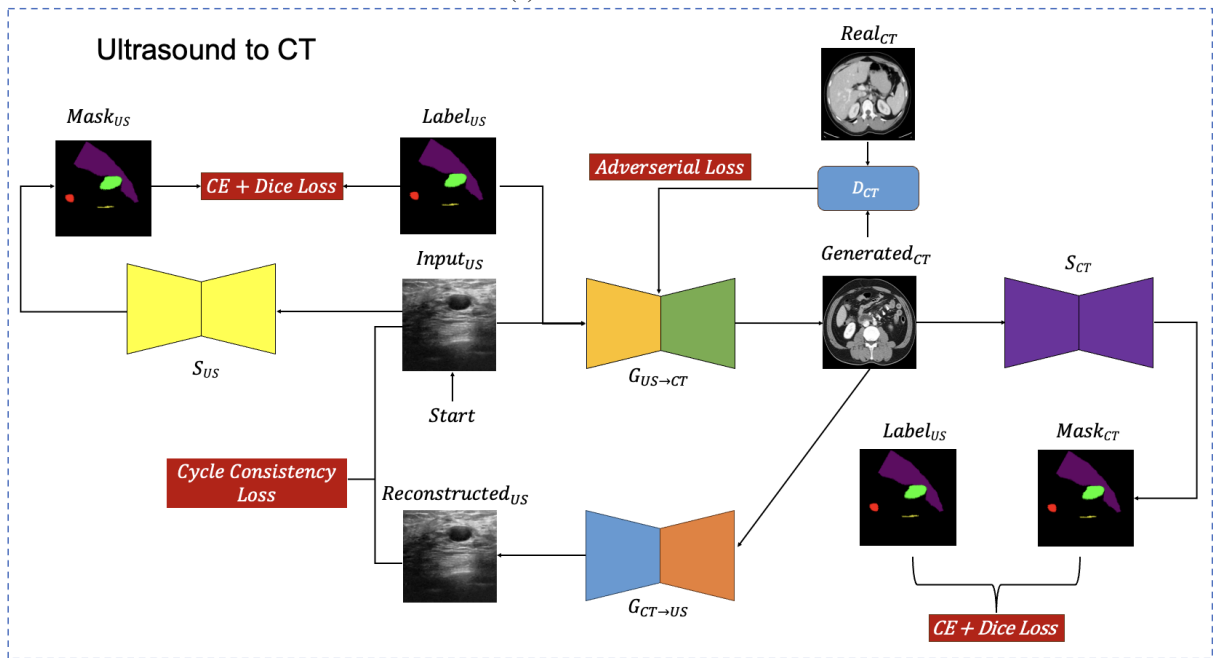 Ultrasound to CT
Real_CT
Mask_US
Label_US
CE + Dice Loss
Adverserial Loss
D_CT
Input_US
Generated_CT
S_CT
S_US
G_US→CT
Start
Label_US
Mask_CT
Cycle Consistency
Loss
Reconstructed_US
G_CT→US
CE + Dice Loss